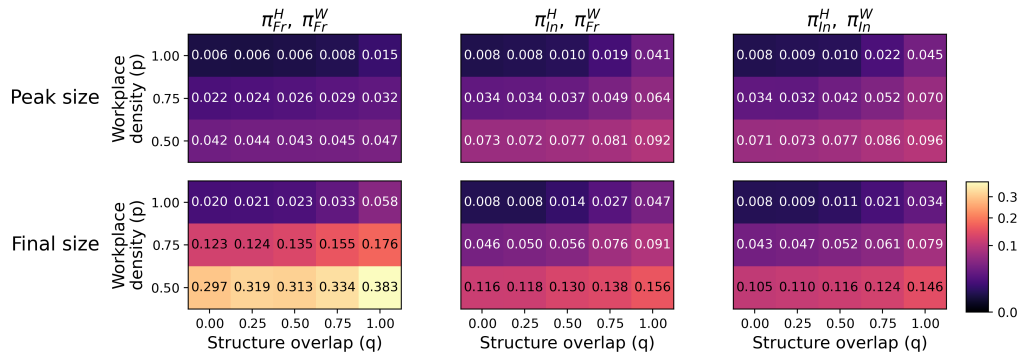 π_Fr^H, π_Fr^W π_In^H, π_Fr^W π_In^H, π_In^W
Peak size
Workplace
density (p)
1.00 0.006 0.006 0.006 0.008 0.015 0.008 0.008 0.010 0.019 0.041 0.008 0.009 0.010 0.022 0.045
0.75 0.022 0.024 0.026 0.029 0.032 0.034 0.034 0.037 0.049 0.064 0.034 0.032 0.042 0.052 0.070
0.50 0.042 0.044 0.043 0.045 0.047 0.073 0.072 0.077 0.081 0.092 0.071 0.073 0.077 0.086 0.096
Final size
Workplace
density (p)
1.00 0.020 0.021 0.023 0.033 0.058 0.008 0.008 0.014 0.027 0.047 0.008 0.009 0.011 0.021 0.034
0.75 0.123 0.124 0.135 0.155 0.176 0.046 0.050 0.056 0.076 0.091 0.043 0.047 0.052 0.061 0.079
0.50 0.297 0.319 0.313 0.334 0.383 0.116 0.118 0.130 0.138 0.156 0.105 0.110 0.116 0.124 0.146
0.00 0.25 0.50 0.75 1.00 0.00 0.25 0.50 0.75 1.00 0.00 0.25 0.50 0.75 1.00
Structure overlap (q) Structure overlap (q) Structure overlap (q)
0.3
0.2
0.1
0.0